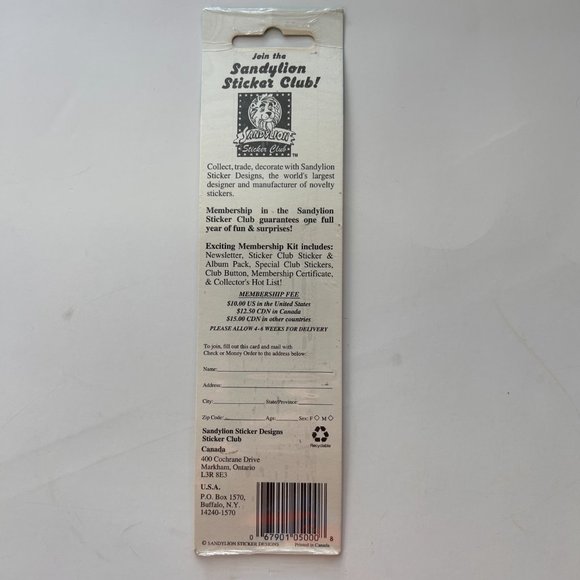 Join the
Sandylion
Sticker Club!
SANDYLION
Sticker Club
TM
Collect, trade, decorate with Sandylion
Sticker Designs, the world's largest
designer and manufacturer of novelty
stickers.
Membership in the Sandylion
Sticker Club guarantees one full
year of fun & surprises!
Exciting Membership Kit includes:
Newsletter, Sticker Club Sticker &
Album Pack, Special Club Stickers,
Club Button, Membership Certificate,
& Collector's Hot List!
MEMBERSHIP FEE
$10.00 US in the United States
$12.50 CDN in Canada
$15.00 CDN in other countries
PLEASE ALLOW 4-6 WEEKS FOR DELIVERY
To join, fill out this card and mail with
Check or Money Order to the address below:
Name:
Address:
City: State/Province:
Zip Code: Age: Sex: F ◇ M ◇
Sandylion Sticker Designs
Sticker Club
Recyclable
Canada
400 Cochrane Drive
Markham, Ontario
L3R 8E3
U.S.A.
P.O. Box 1570,
Buffalo, N.Y.
14240-1570
0 67901 05000 8
© SANDYLION STICKER DESIGNS Printed in Canada